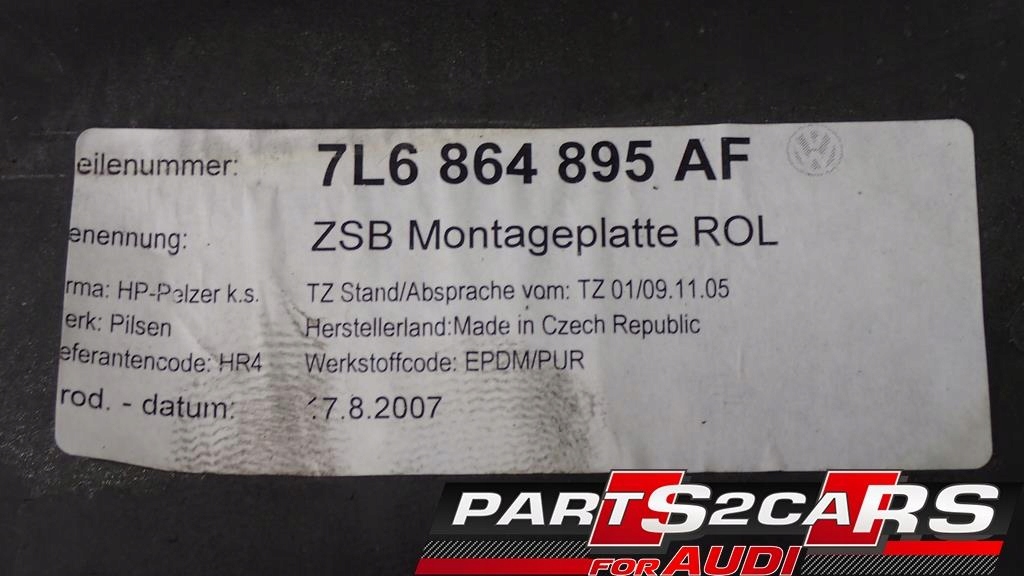 eilenummer: 7L6 864 895 AF
enennung: ZSB Montageplatte ROL
rma: HP-Pelzer k.s. TZ Stand/Absprache vom: TZ 01/09.11.05
erk: Pilsen Herstellerland:Made in Czech Republic
eferantencode: HR4 Werkstoffcode: EPDM/PUR
rod. - datum: 17.8.2007
PARTS2CARS
FOR AUDI